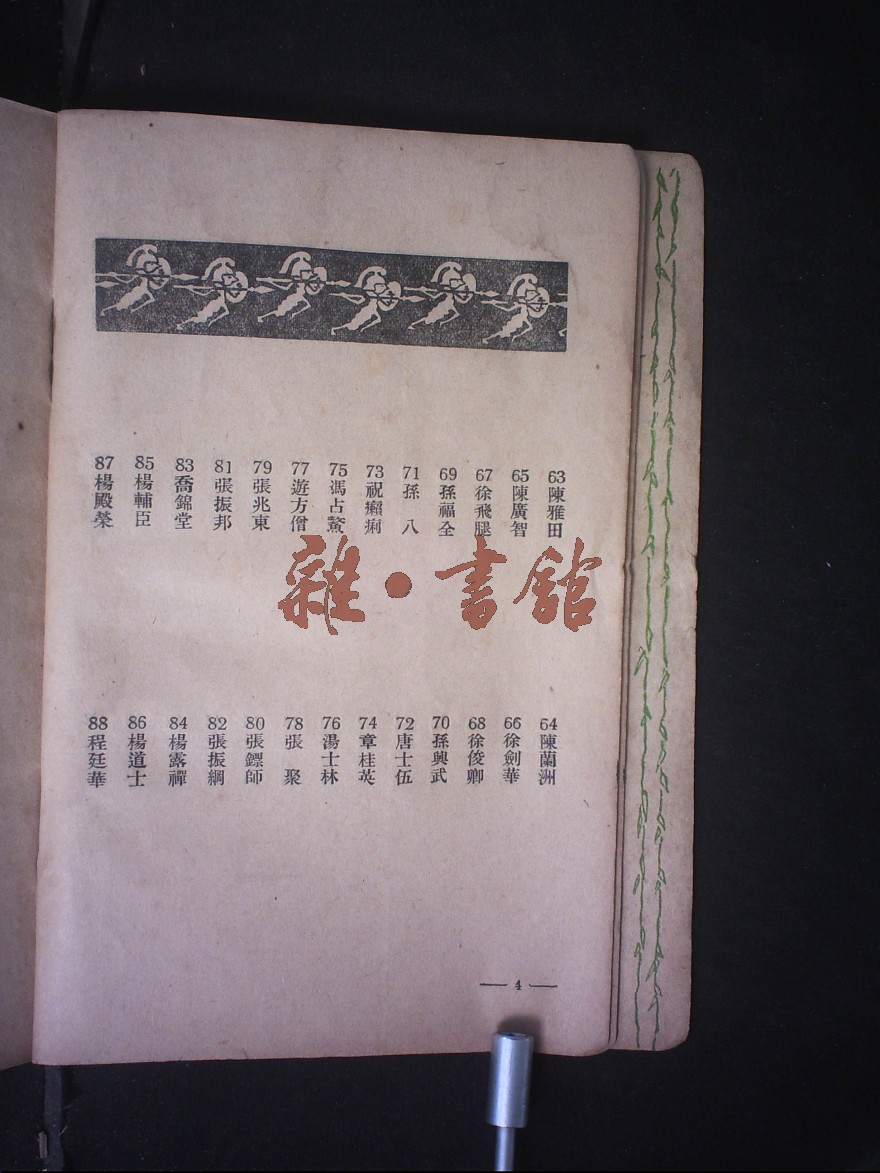 63陳雅田
64陳蘭洲
65陳廣智
66徐劍華
67徐飛腿
68徐俊卿
69孫福全
70孫興武
71孫 八
72唐士伍
73祝癩痢
74章桂英
75馮占鰲
76湯士林
77遊方僧
78張 聚
79張兆東
80張鏢師
81張振邦
82張振綱
83喬錦堂
84楊露禪
85楊輔臣
86楊道士
87楊殿榮
88程廷華
— 4 —
雜·書館